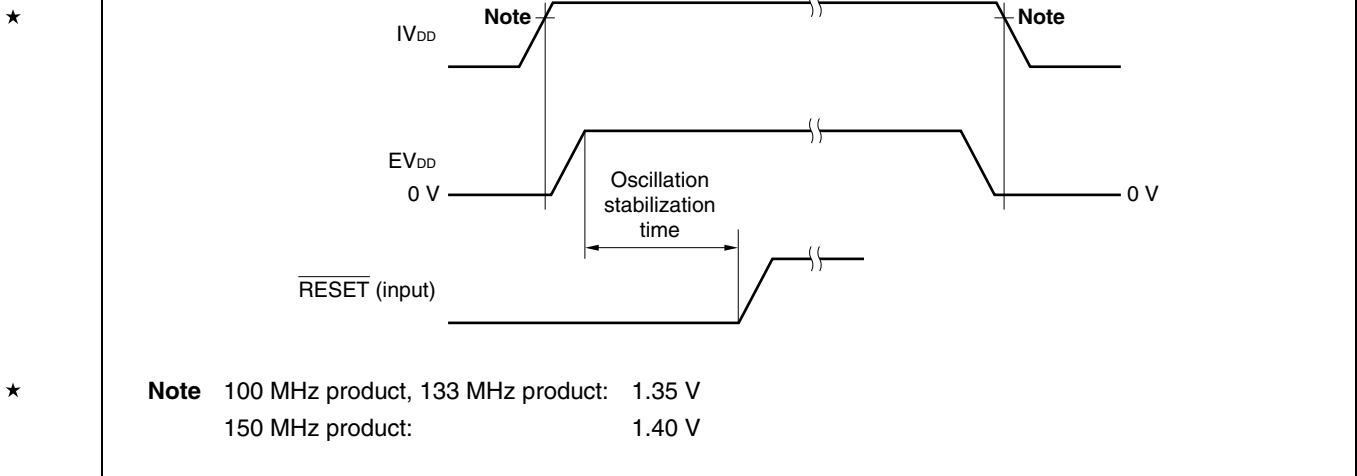 ★
Note
Note
IVDD
EVDD
0 V
0 V
Oscillation
stabilization
time
RESET (input)
★
Note 100 MHz product, 133 MHz product: 1.35 V
150 MHz product: 1.40 V